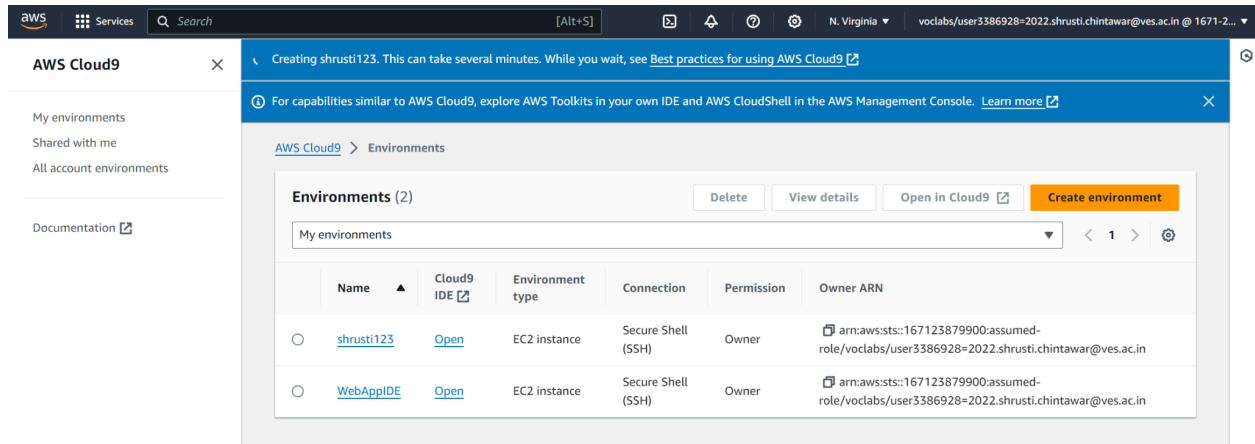 aws Services Search [Alt+S] N. Virginia voclabs/user3386928=2022.shrusti.chintawar@ves.ac.in @ 1671-2...
AWS Cloud9
My environments
Shared with me
All account environments
Documentation
Creating shrusti123. This can take several minutes. While you wait, see Best practices for using AWS Cloud9
For capabilities similar to AWS Cloud9, explore AWS Toolkits in your own IDE and AWS CloudShell in the AWS Management Console. Learn more
AWS Cloud9 > Environments
Environments (2) Delete View details Open in Cloud9 Create environment
My environments 1
Name Cloud9 IDE Environment type Connection Permission Owner ARN
shrusti123 Open EC2 instance Secure Shell (SSH) Owner arn:aws:sts::167123879900:assumed-
role/voclabs/user3386928=2022.shrusti.chintawar@ves.ac.in
WebAppIDE Open EC2 instance Secure Shell (SSH) Owner arn:aws:sts::167123879900:assumed-
role/voclabs/user3386928=2022.shrusti.chintawar@ves.ac.in